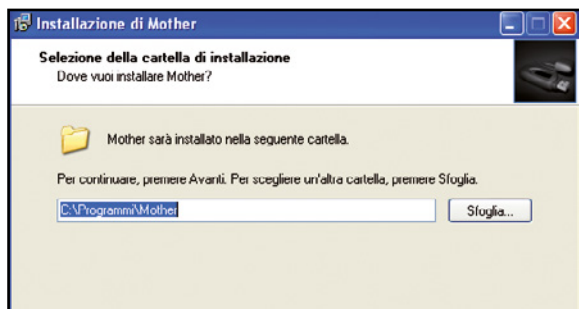 Installazione di Mother
Selezione della cartella di installazione
Dove vuoi installare Mother?
Mother sarà installato nella seguente cartella.
Per continuare, premere Avanti. Per scegliere un'altra cartella, premere Sfoglia.
C:\Programmi\Mother
Sfoglia...